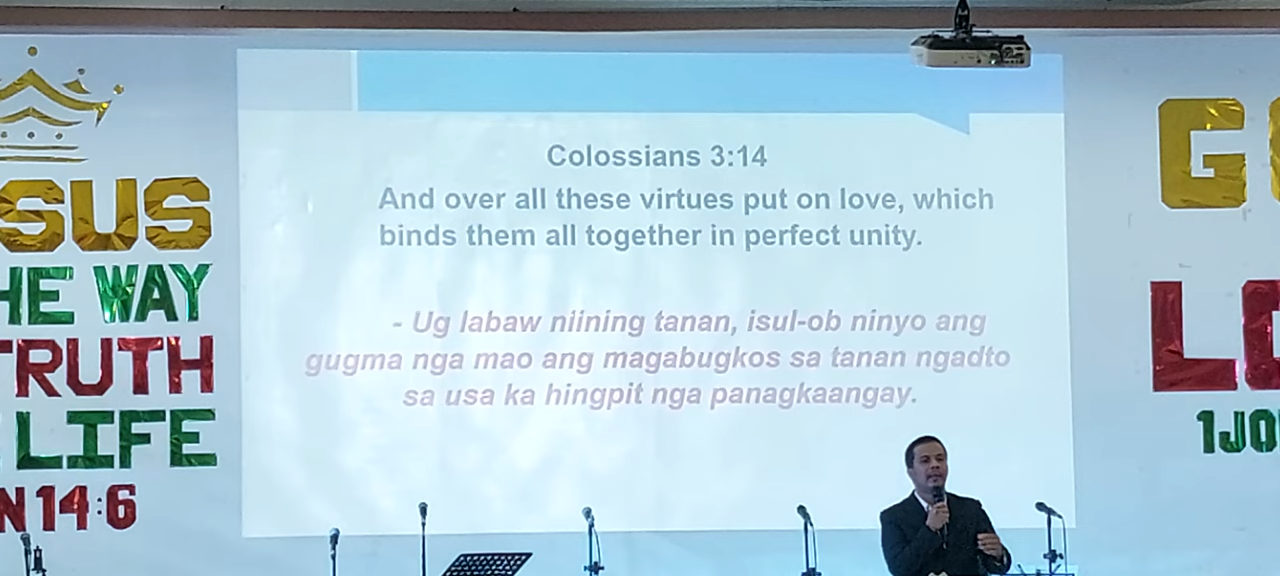 SUS
HE WAY
TRUTH
LIFE
N 14:6
Colossians 3:14
And over all these virtues put on love, which
binds them all together in perfect unity.
- Ug labaw niining tanan, isul-ob ninyo ang
gugma nga mao ang magabugkos sa tanan ngadto
sa usa ka hingpit nga panagkaangay.
G
LO
1JO